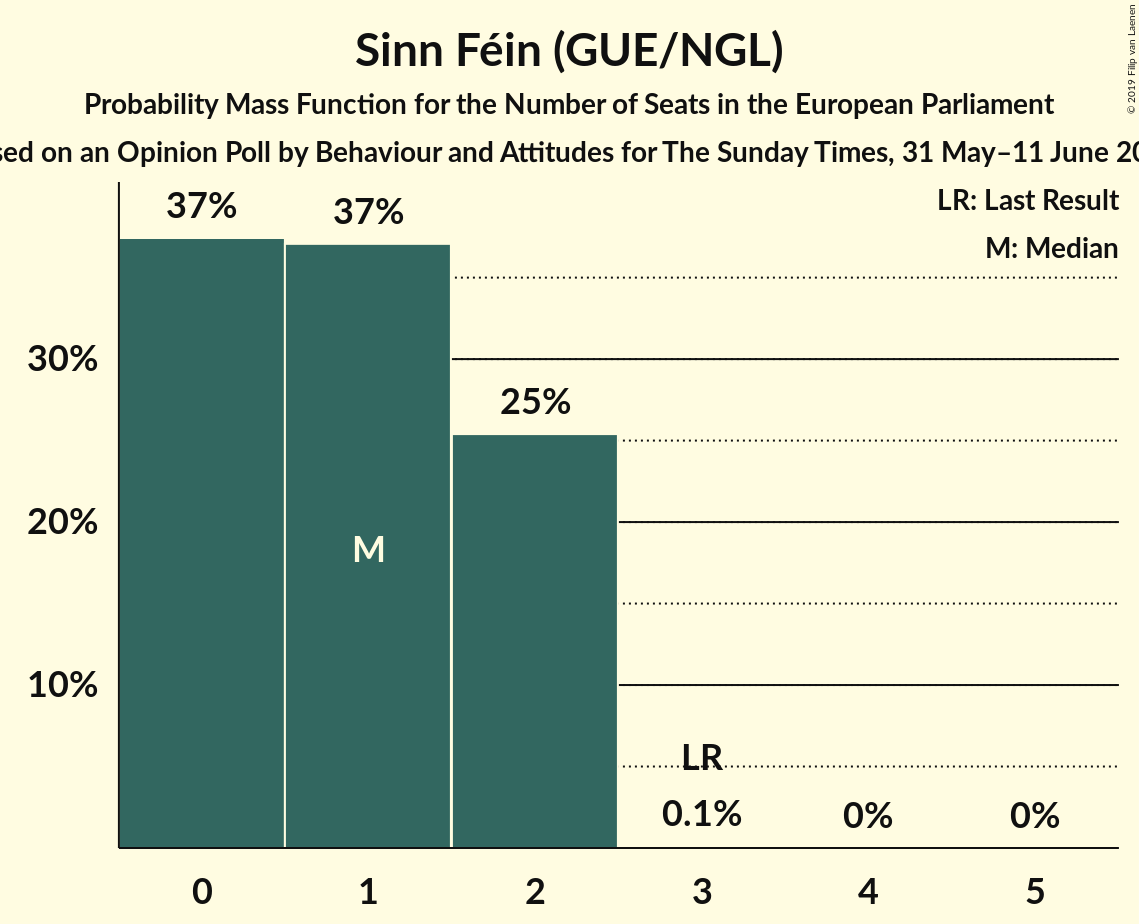 Sinn Féin (GUE/NGL)
Probability Mass Function for the Number of Seats in the European Parliament
on an Opinion Poll by Behaviour and Attitudes for The Sunday Times, 31 May–11 June
© 2019 Filip van Laenen
LR: Last Result
M: Median
37%
37%
30%
25%
20%
M
10%
LR
0.1%
0%
0%
0
1
2
3
4
5